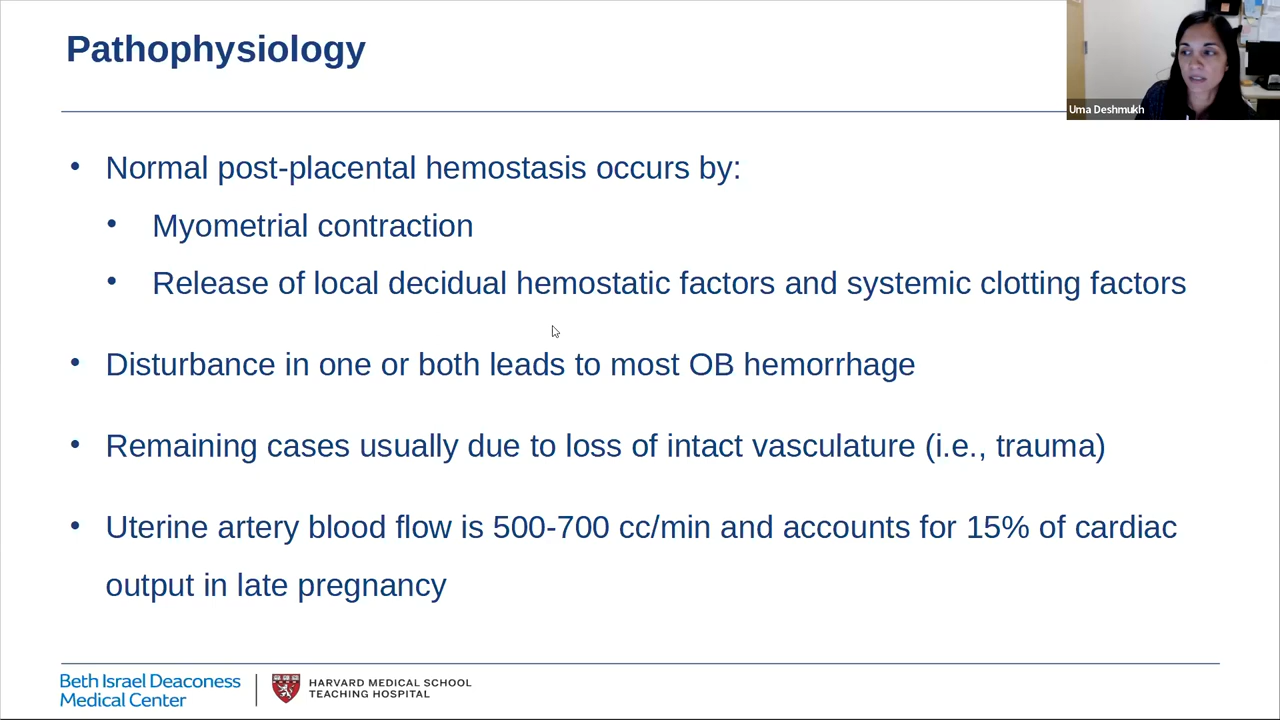 Pathophysiology
Uma Deshmukh
• Normal post-placental hemostasis occurs by:
• Myometrial contraction
• Release of local decidual hemostatic factors and systemic clotting factors
• Disturbance in one or both leads to most OB hemorrhage
• Remaining cases usually due to loss of intact vasculature (i.e., trauma)
• Uterine artery blood flow is 500-700 cc/min and accounts for 15% of cardiac
output in late pregnancy
Beth Israel Deaconess
Medical Center
HARVARD MEDICAL SCHOOL
TEACHING HOSPITAL